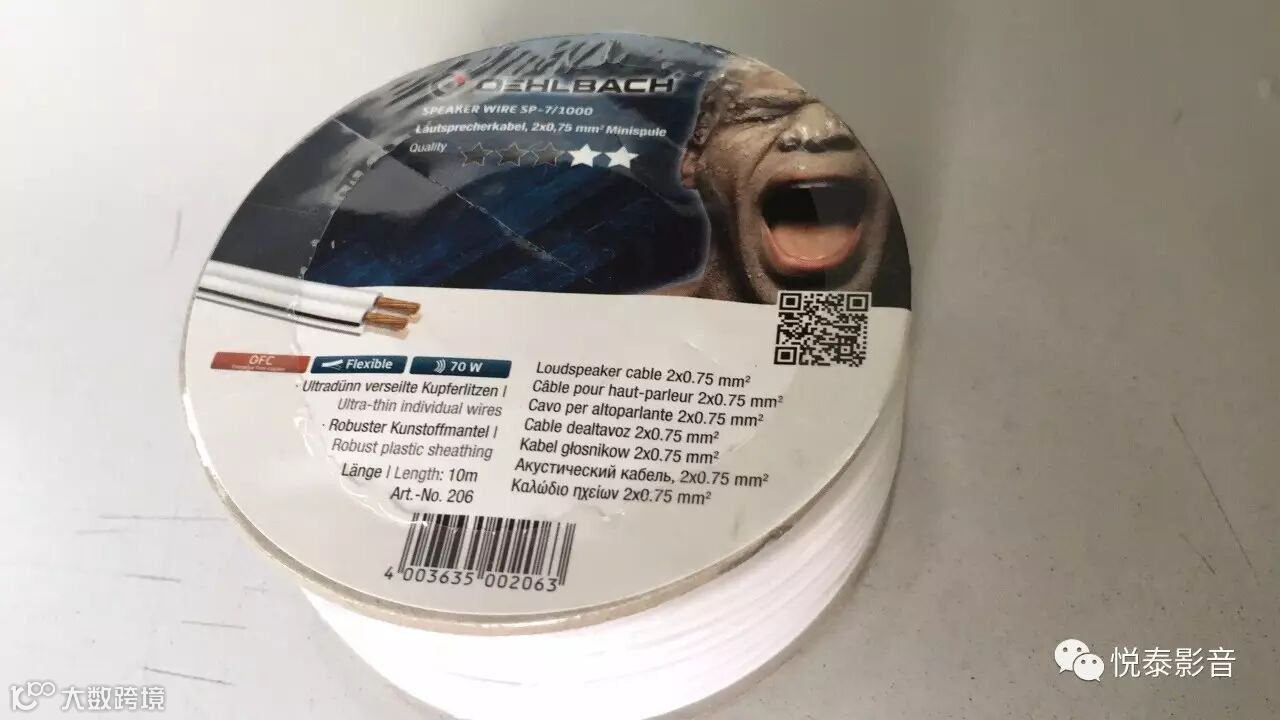 OEHLBACH
SPEAKER WIRE SP-7/1000
Lautsprecherkabel, 2x0,75 mm² Minispule
Quality
OFC
Flexible
70 W
· Ultradünn verseilte Kupferlitzen |
Ultra-thin individual wires
· Robuster Kunstoffmantel |
Robust plastic sheathing
Länge | Length: 10m
Art.-No. 206
Loudspeaker cable 2x0.75 mm²
Câble pour haut-parleur 2x0.75 mm²
Cavo per altoparlante 2x0.75 mm²
Cable dealtavoz 2x0.75 mm²
Kabel głosnikow 2x0.75 mm²
Акустический кабель, 2x0.75 mm²
Καλώδιο ηχείων 2x0.75 mm²
4 003635 002063
悦泰影音
大数跨境